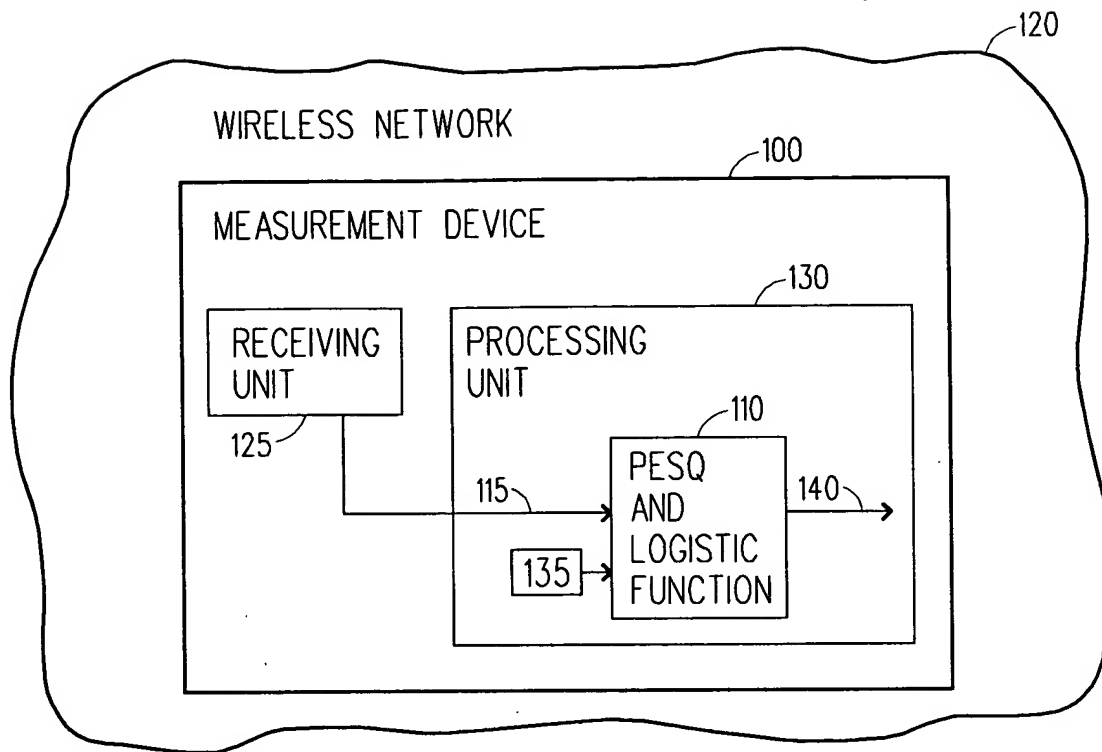 120
WIRELESS NETWORK
100
MEASUREMENT DEVICE
130
RECEIVING
UNIT
125
PROCESSING
UNIT
110
115
PESQ
AND
LOGISTIC
FUNCTION
140
135